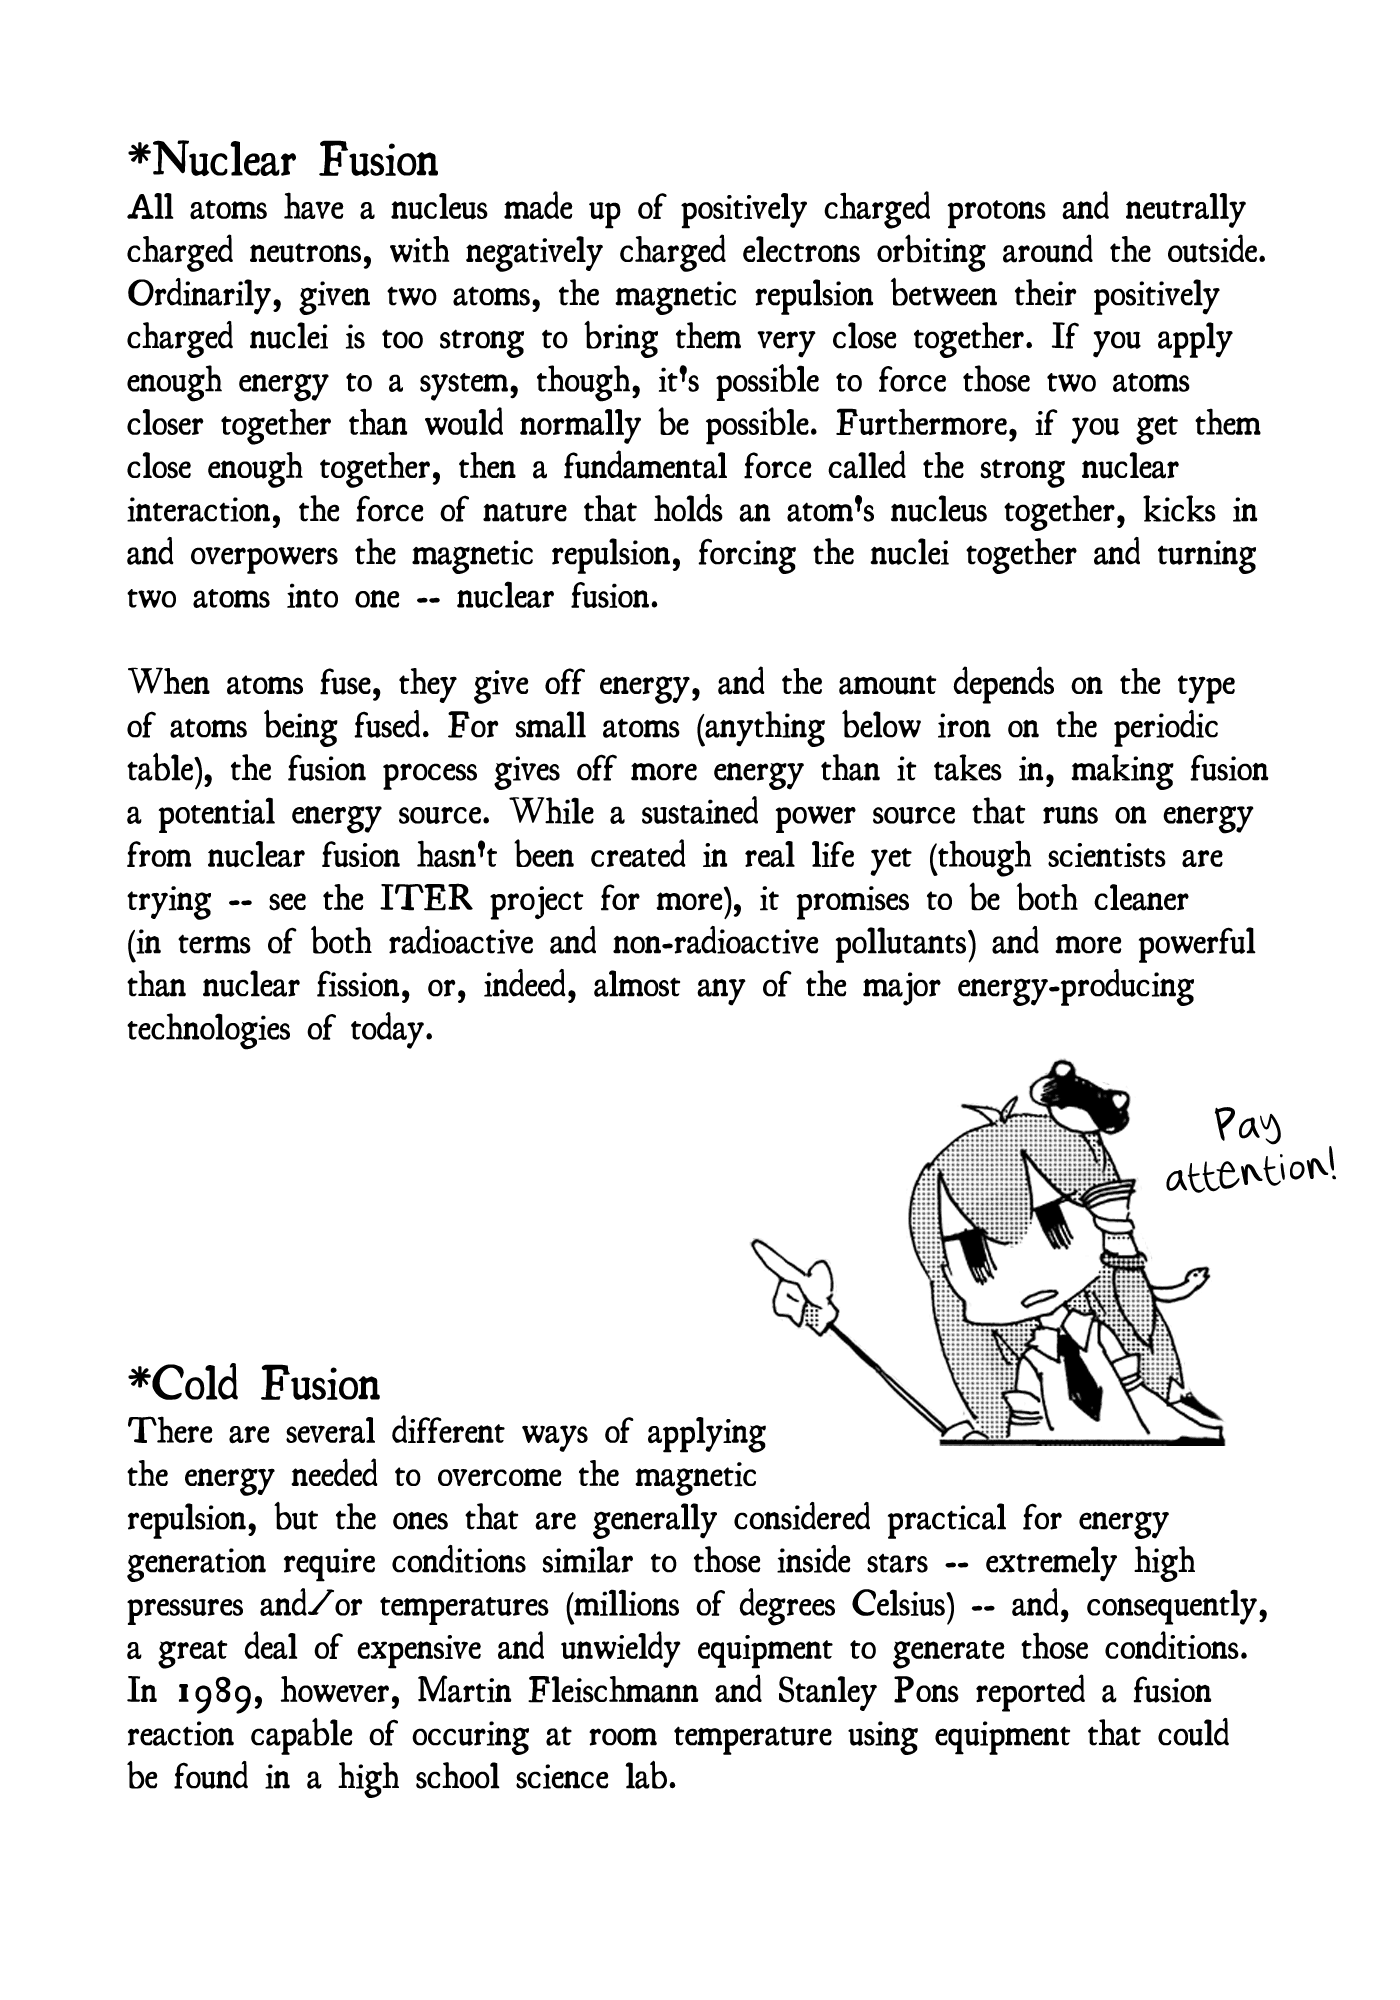 *Nuclear Fusion
All atoms have a nucleus made up of positively charged protons and neutrally
charged neutrons, with negatively charged electrons orbiting around the outside.
Ordinarily, given two atoms, the magnetic repulsion between their positively
charged nuclei is too strong to bring them very close together. If you apply
enough energy to a system, though, it's possible to force those two atoms
closer together than would normally be possible. Furthermore, if you get them
close enough together, then a fundamental force called the strong nuclear
interaction, the force of nature that holds an atom's nucleus together, kicks in
and overpowers the magnetic repulsion, forcing the nuclei together and turning
two atoms into one -- nuclear fusion.
When atoms fuse, they give off energy, and the amount depends on the type
of atoms being fused. For small atoms (anything below iron on the periodic
table), the fusion process gives off more energy than it takes in, making fusion
a potential energy source. While a sustained power source that runs on energy
from nuclear fusion hasn't been created in real life yet (though scientists are
trying -- see the ITER project for more), it promises to be both cleaner
(in terms of both radioactive and non-radioactive pollutants) and more powerful
than nuclear fission, or, indeed, almost any of the major energy-producing
technologies of today.
Pay
attention!
*Cold Fusion
There are several different ways of applying
the energy needed to overcome the magnetic
repulsion, but the ones that are generally considered practical for energy
generation require conditions similar to those inside stars -- extremely high
pressures and/or temperatures (millions of degrees Celsius) -- and, consequently,
a great deal of expensive and unwieldy equipment to generate those conditions.
In 1989, however, Martin Fleischmann and Stanley Pons reported a fusion
reaction capable of occuring at room temperature using equipment that could
be found in a high school science lab.